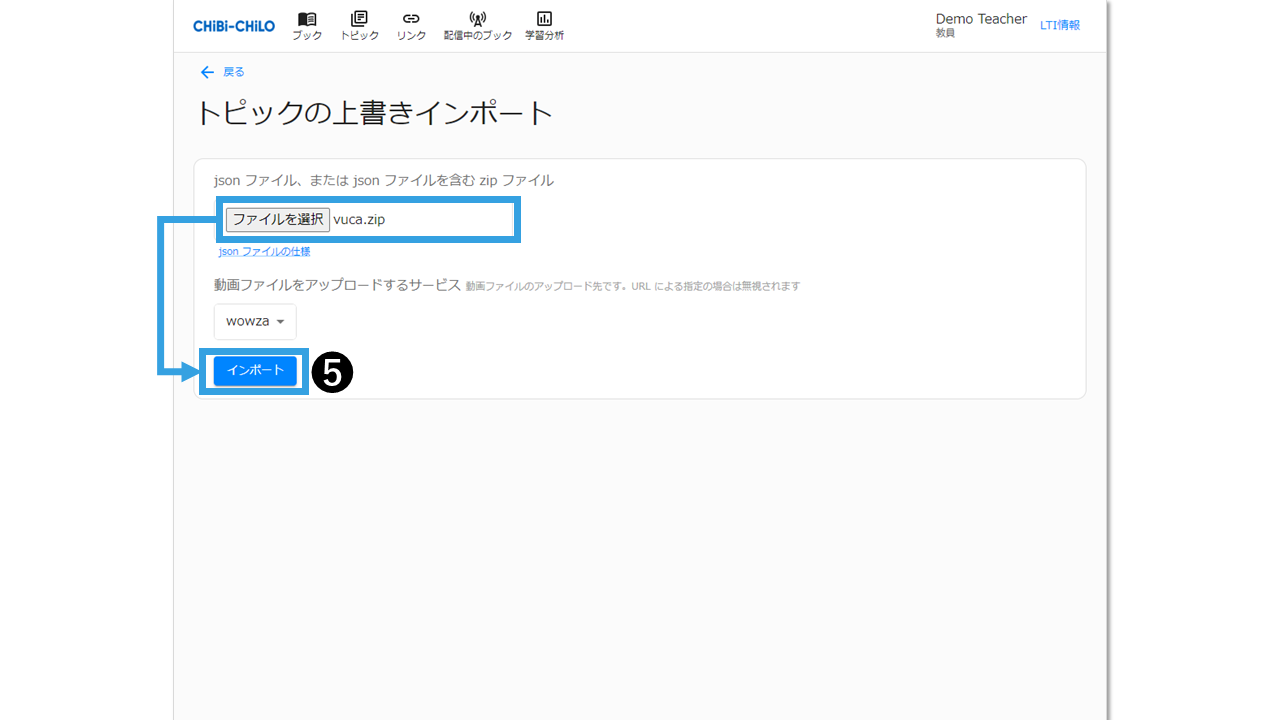 CHiBi-CHiLO
ブック
トピック
リンク
配信中のブック
学習分析
Demo Teacher
教員
LTI情報
戻る
トピックの上書きインポート
json ファイル、または json ファイルを含む zip ファイル
ファイルを選択 vuca.zip
json ファイルの仕様
動画ファイルをアップロードするサービス 動画ファイルのアップロード先です。URL による指定の場合は無視されます
wowza
インポート
❺